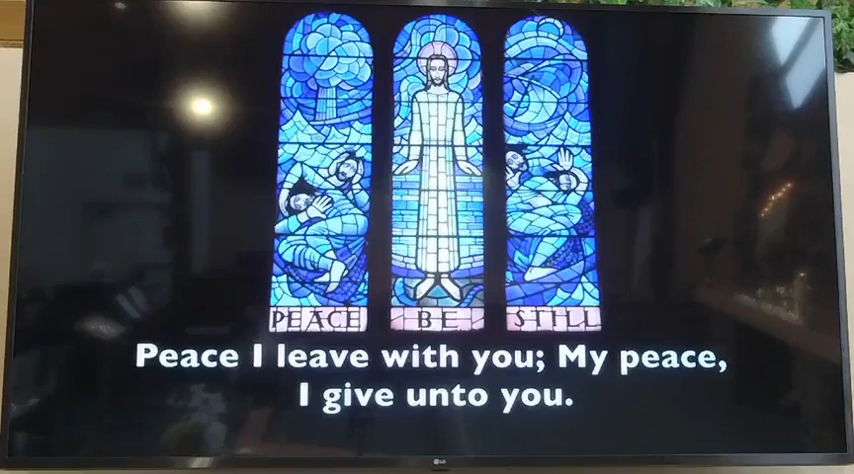 PEACE BE STILL
Peace I leave with you; My peace,
I give unto you.
LG